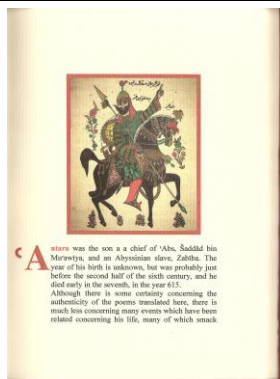 ʿAntara was the son a a chief of ʿAbs, Šaddād bin
Muʿawiya, and an Abyssinian slave, Zabība. The
year of his birth is unknown, but was probably just
before the second half of the sixth century, and he
died early in the seventh, in the year 615.
Although there is some certainty concerning the
authenticity of the poems translated here, there is
much less concerning many events which have been
related concerning his life, many of which smack